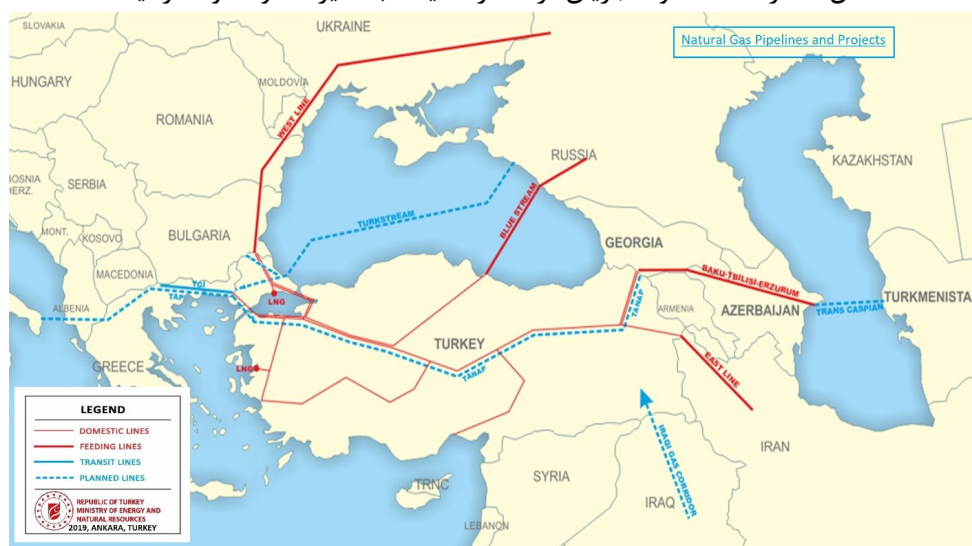 SLOVAKIA
UKRAINE
Natural Gas Pipelines and Projects
HUNGARY
MOLDOVIA
ROMANIA
WEST LINE
KAZAKHSTAN
RUSSIA
BOSNIA
HERZ.
SERBIA
MONT.
KOSOVO
BULGARIA
TURKSTREAM
BLUE STREAM
GEORGIA
MACEDONIA
ALBENIA
TGI
TAP
LNG
BAKU-TBILISI-ERZURUM
TANAP
ARMENIA
AZERBAIJAN
TRANS CASPIAN
TURKMENISTA
TURKEY
GREECE
LNG
TANAP
EAST LINE
LEGEND
DOMESTIC LINES
FEEDING LINES
TRANSIT LINES
PLANNED LINES
REPUBLIC OF TURKEY
MINISTRY OF ENERGY AND
NATURAL RESOURCES
2019, ANKARA, TURKEY
TRNC
LEBANON
SYRIA
IRAQ
IRAQI GAS CORRIDOR
IRAN